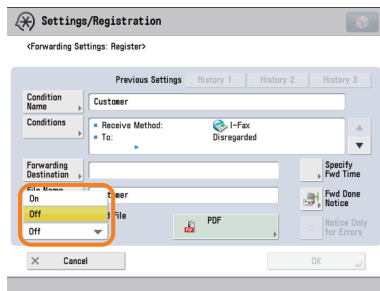 Settings/Registration
<Forwarding Settings: Register>
Previous Settings History 1 History 2 History 3
Condition Name
Customer
Conditions
Receive Method: I-Fax
To: Disregarded
Forwarding Destination
Specify Fwd Time
File Name
On
Off
Off
File
PDF
Fwd Done Notice
Notice Only for Errors
Cancel
OK